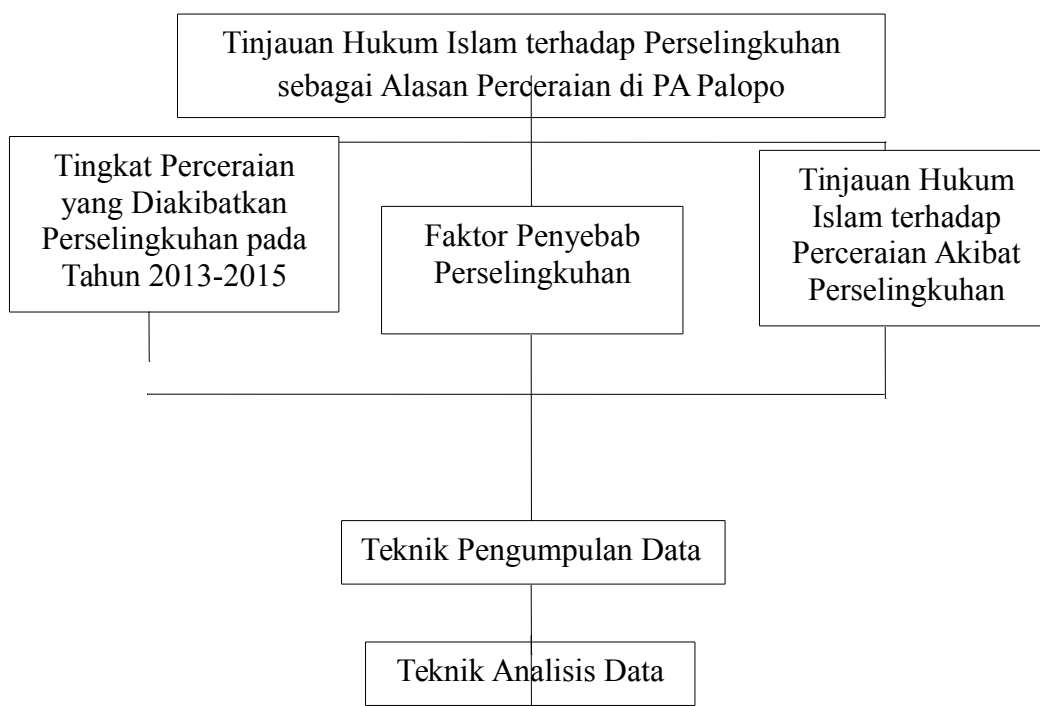 Tinjauan Hukum Islam terhadap Perselingkuhan
sebagai Alasan Perceraian di PA Palopo
Tingkat Perceraian
yang Diakibatkan
Perselingkuhan pada
Tahun 2013-2015
Faktor Penyebab
Perselingkuhan
Tinjauan Hukum
Islam terhadap
Perceraian Akibat
Perselingkuhan
Teknik Pengumpulan Data
Teknik Analisis Data